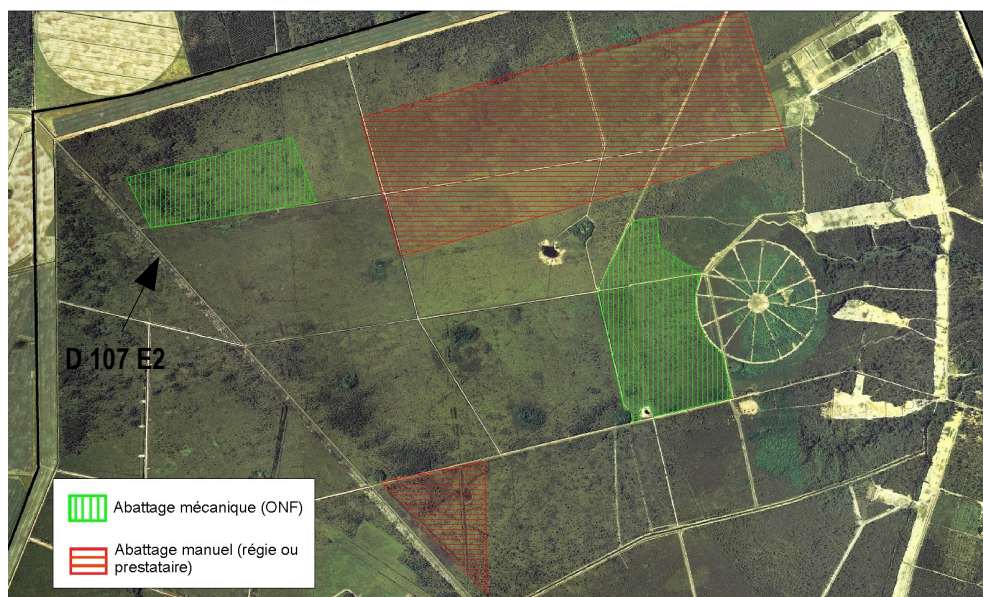 D 107 E2
Abattage mécanique (ONF)
Abattage manuel (régie ou
prestataire)